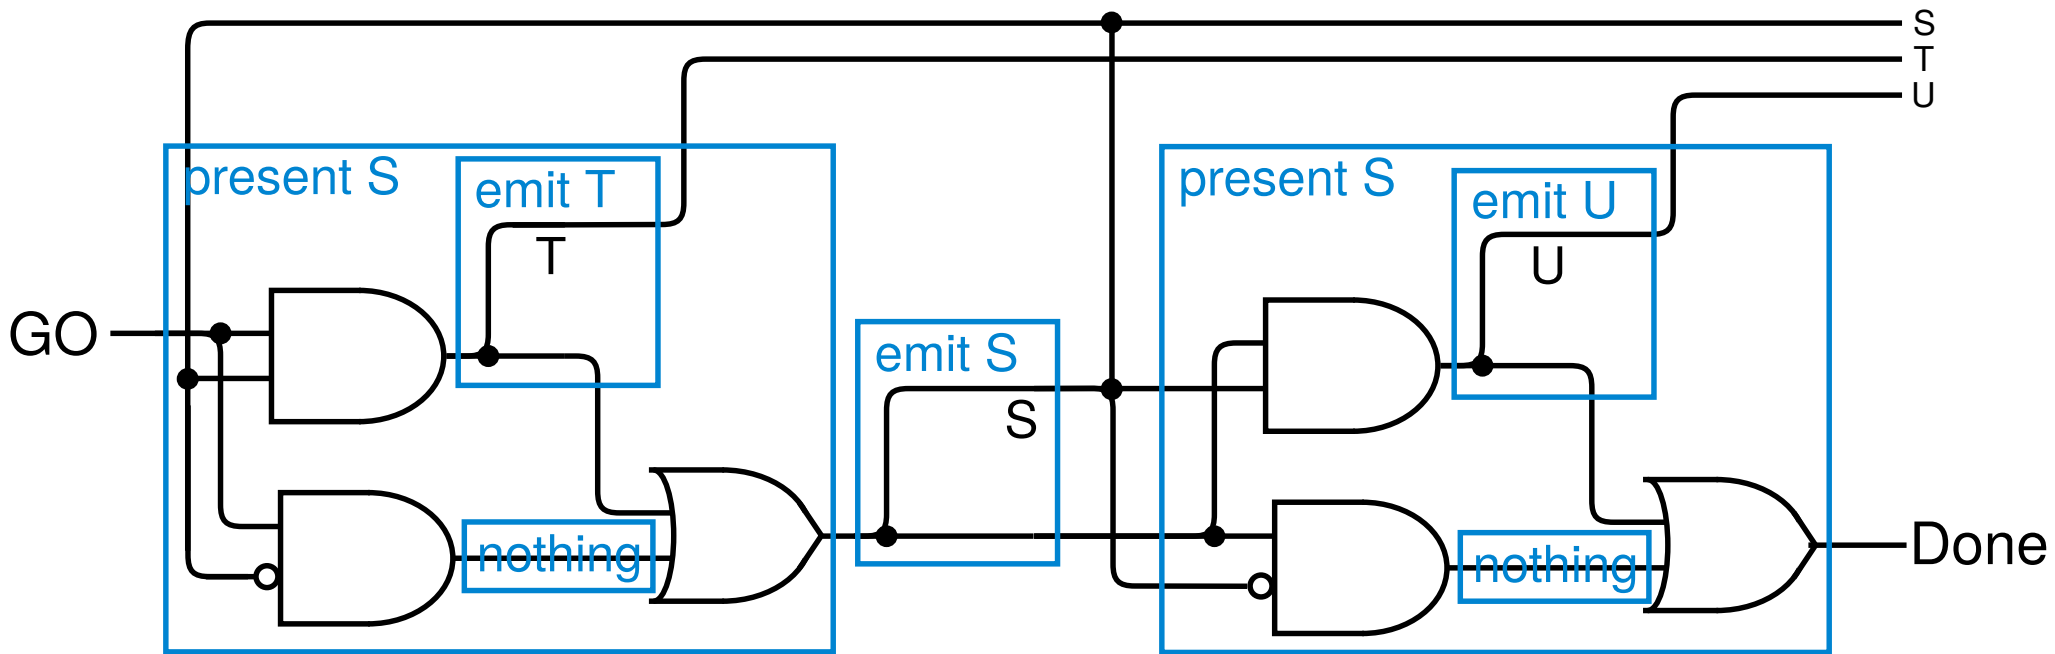 S
T
U
present S
emit T
T
GO
nothing
emit S
S
present S
emit U
U
nothing
Done